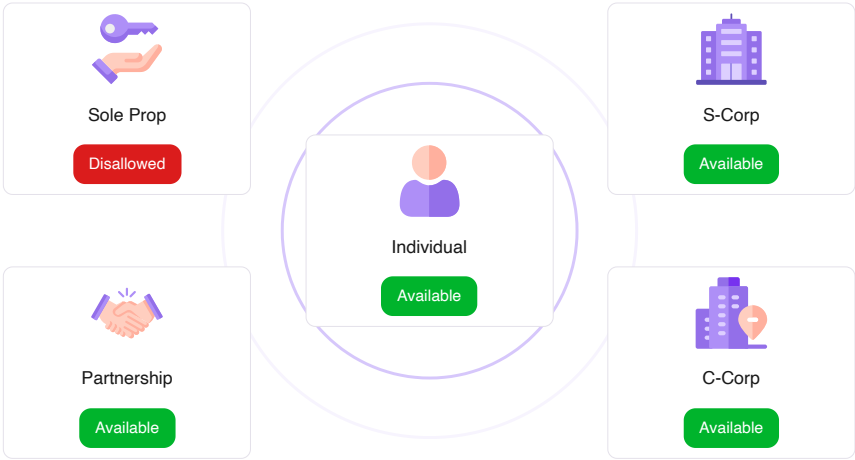 Sole Prop
Disallowed
S-Corp
Available
Individual
Available
Partnership
Available
C-Corp
Available